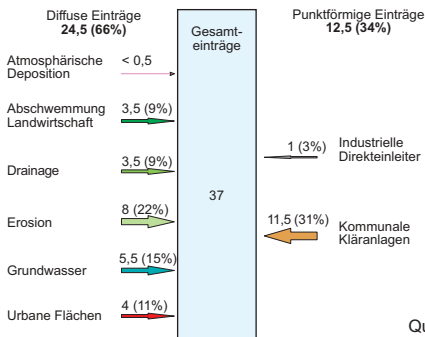 Diffuse Einträge
24,5 (66%)
Atmosphärische
Deposition
< 0,5
Abschwemmung
Landwirtschaft
3,5 (9%)
Drainage
3,5 (9%)
Erosion
8 (22%)
Grundwasser
5,5 (15%)
Urbane Flächen
4 (11%)
Gesamt-
einträge
37
Punktförmige Einträge
12,5 (34%)
1 (3%)
Industrielle
Direkteinleiter
11,5 (31%)
Kommunale
Kläranlagen
Qu